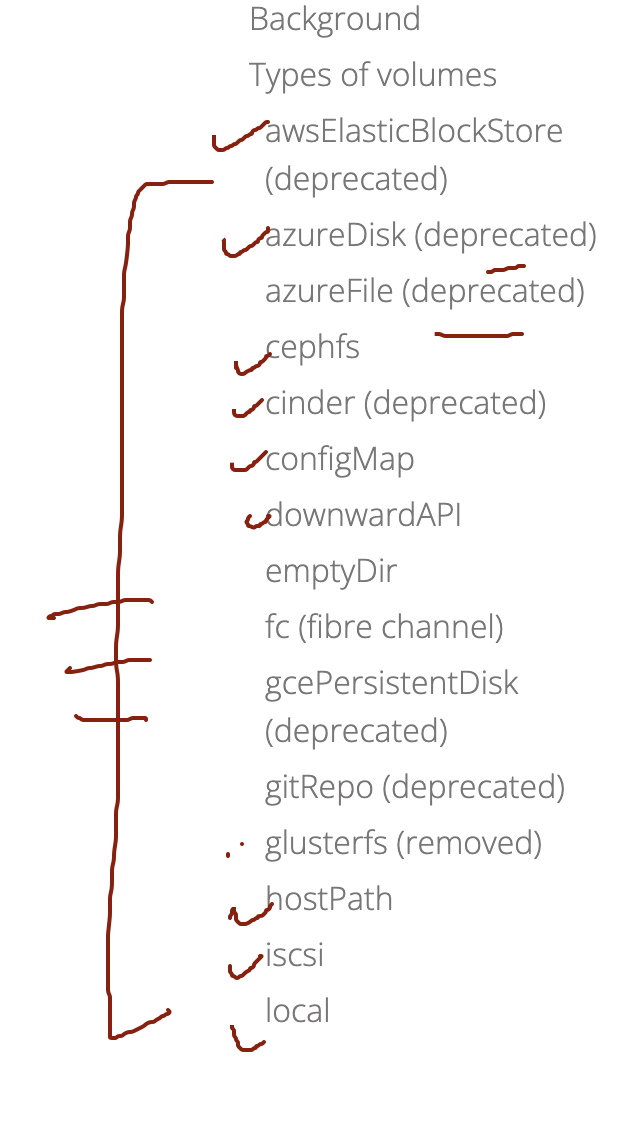 Background
Types of volumes
awsElasticBlockStore
(deprecated)
azureDisk (deprecated)
azureFile (deprecated)
cephfs
cinder (deprecated)
configMap
downwardAPI
emptyDir
fc (fibre channel)
gcePersistentDisk
(deprecated)
gitRepo (deprecated)
glusterfs (removed)
hostPath
iscsi
local